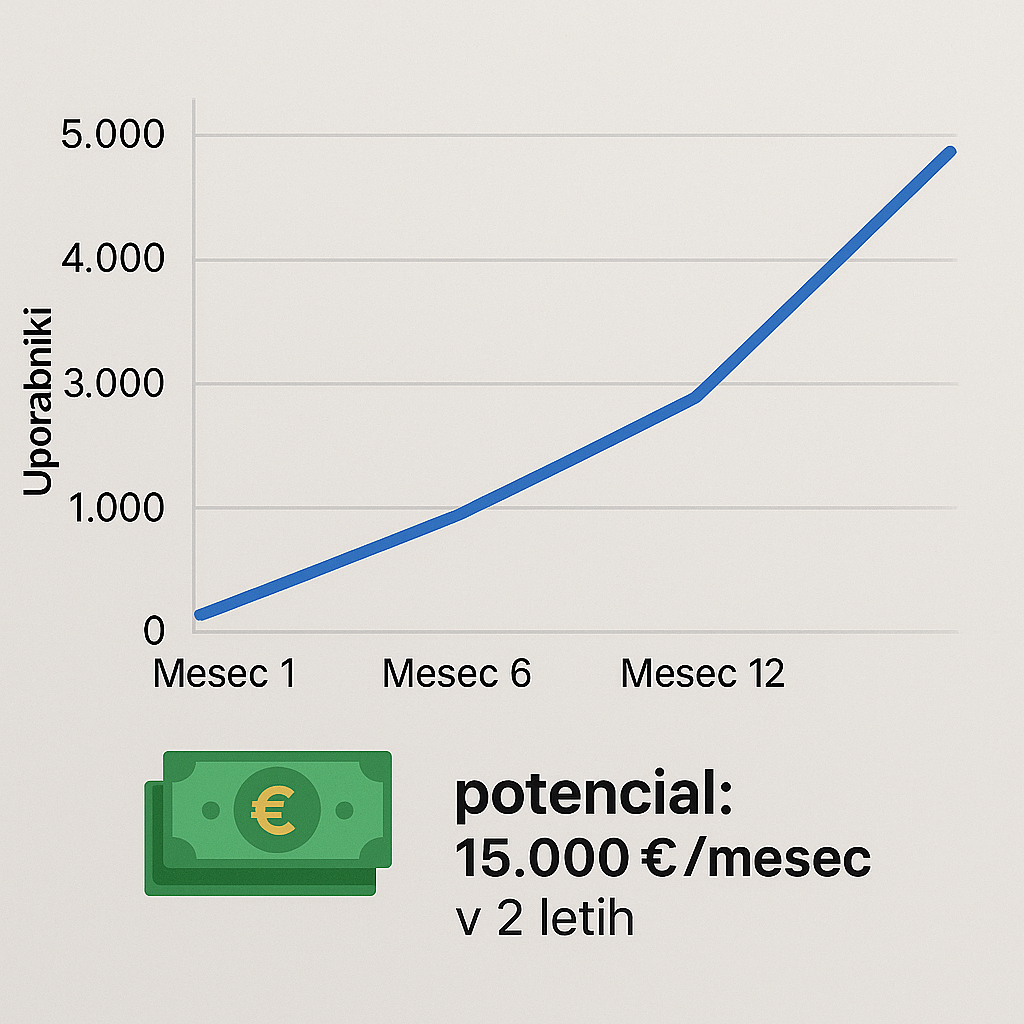 Uporabniki
5.000
4.000
3.000
1.000
0
Mesec 1
Mesec 6
Mesec 12
€
potencial:
15.000 €/mesec
v 2 letih